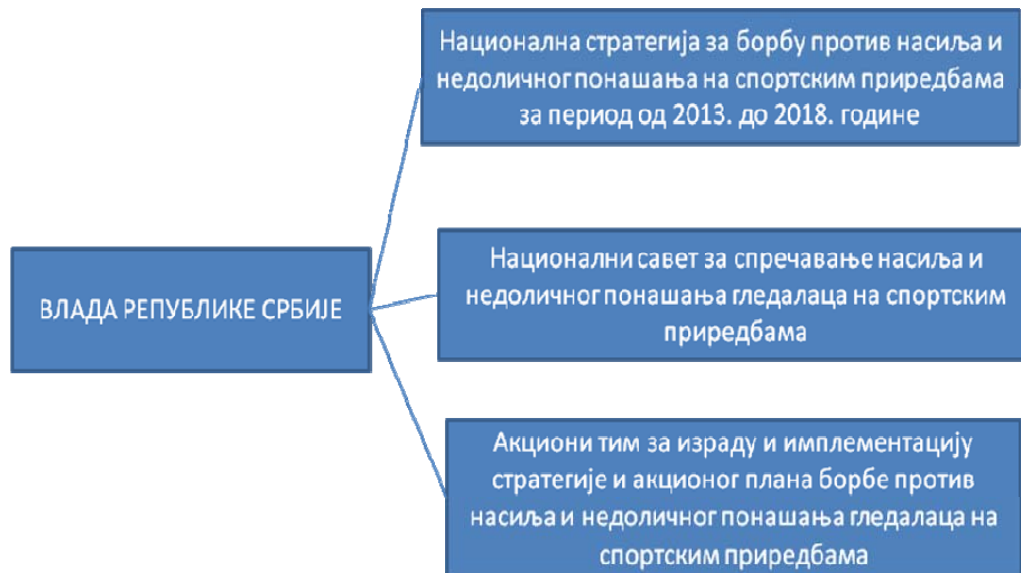 Национална стратегија за борбу против насиља и
недоличног понашања на спортским приредбама
за период од 2013. до 2018. године
ВЛАДА РЕПУБЛИКЕ СРБИЈЕ
Национални савет за спречавање насиља и
недоличног понашања гледалаца на спортским
приредбама
Акциони тим за израду и имплементацију
стратегије и акционог плана борбе против
насиља и недоличног понашања гледалаца на
спортским приредбама